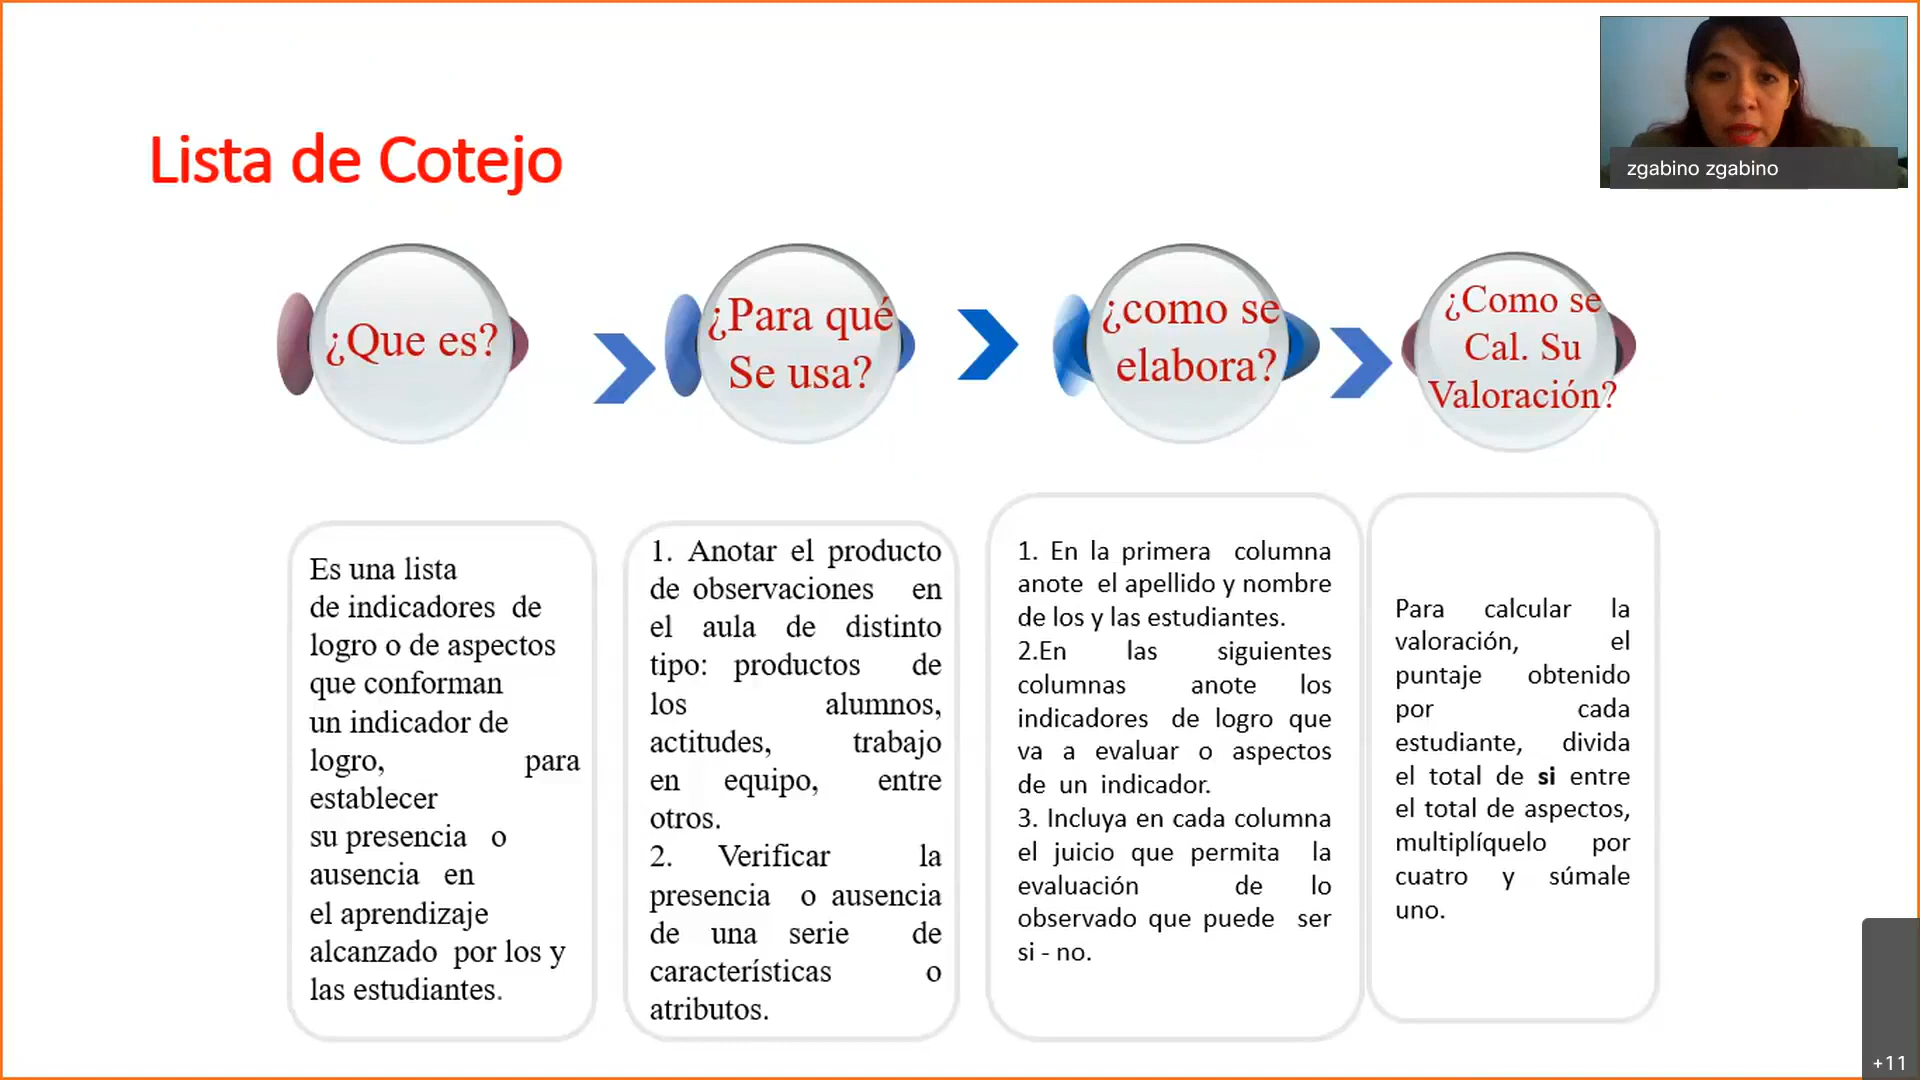 Lista de Cotejo
zgabino zgabino
¿Que es?
¿Para qué
Se usa?
¿como se
elabora?
¿Como se
Cal. Su
Valoración?
Es una lista
de indicadores de
logro o de aspectos
que conforman
un indicador de
logro, para
establecer
su presencia o
ausencia en
el aprendizaje
alcanzado por los y
las estudiantes.
1. Anotar el producto
de observaciones en
el aula de distinto
tipo: productos de
los alumnos,
actitudes, trabajo
en equipo, entre
otros.
2. Verificar la
presencia o ausencia
de una serie de
características o
atributos.
1. En la primera columna
anote el apellido y nombre
de los y las estudiantes.
2.En las siguientes
columnas anote los
indicadores de logro que
va a evaluar o aspectos
de un indicador.
3. Incluya en cada columna
el juicio que permita la
evaluación de lo
observado que puede ser
si - no.
Para calcular la
valoración, el
puntaje obtenido
por cada
estudiante, divida
el total de si entre
el total de aspectos,
multiplíquelo por
cuatro y súmale
uno.
+11